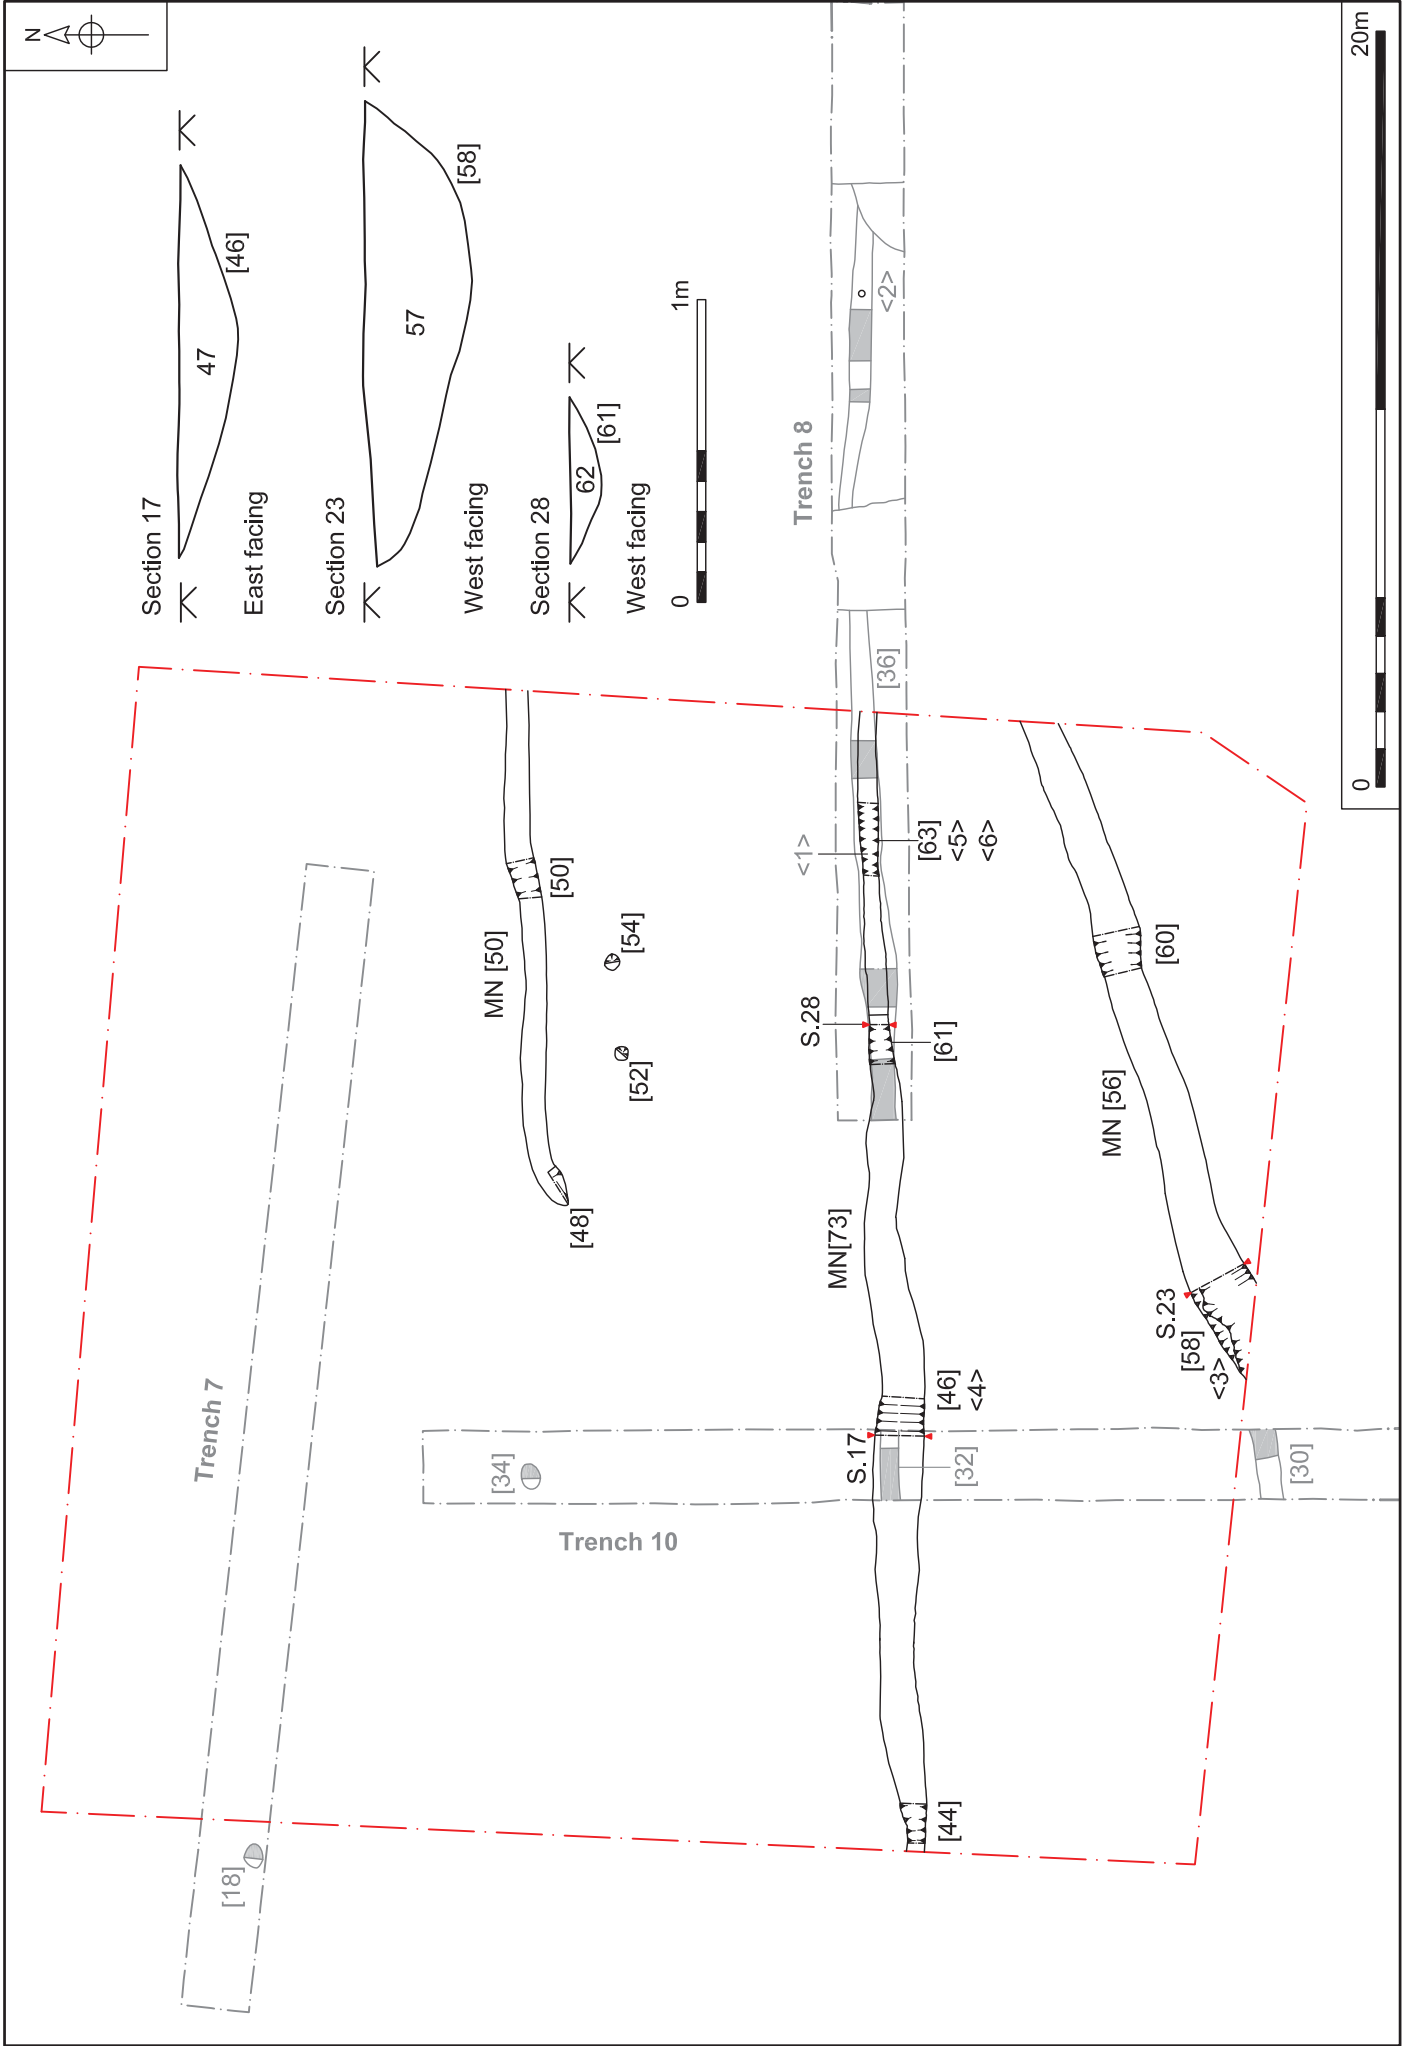 N
Section 17
47
[46]
East facing
Section 23
57
[58]
West facing
Section 28
62
[61]
West facing
0
1m
Trench 7
[18]
Trench 10
[34]
[32]
[30]
Trench 8
[36]
<1>
<2>
MN [50]
[50]
[48]
[52]
[54]
MN[73]
S.28
[61]
[63]
<5>
<6>
S.17
[46]
<4>
[44]
MN [56]
[60]
S.23
[58]
<3>
0
20m